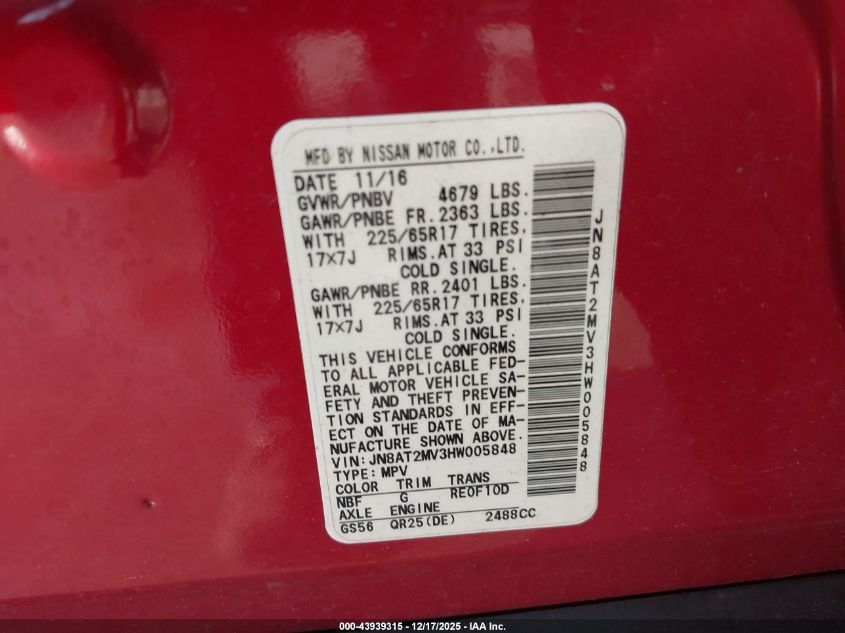 MFD BY NISSAN MOTOR CO.,LTD.
DATE 11/16
GVWR/PNBV 4679 LBS.
GAWR/PNBE FR. 2363 LBS.
WITH 225/65R17 TIRES,
17×7J RIMS.AT 33 PSI
COLD SINGLE.
GAWR/PNBE RR. 2401 LBS.
WITH 225/65R17 TIRES,
17×7J RIMS.AT 33 PSI
COLD SINGLE.
THIS VEHICLE CONFORMS
TO ALL APPLICABLE FED-
ERAL MOTOR VEHICLE SA-
FETY AND THEFT PREVEN-
TION STANDARDS IN EFF-
ECT ON THE DATE OF MA-
NUFACTURE SHOWN ABOVE.
VIN: JN8AT2MV3HW005848
TYPE: MPV
COLOR TRIM TRANS
NBF G RE0F10D
AXLE ENGINE
GS56 QR25(DE) 2488CC
JN8AT2MV3HW005848
000-43939315 - 12/17/2025 - IAA Inc.